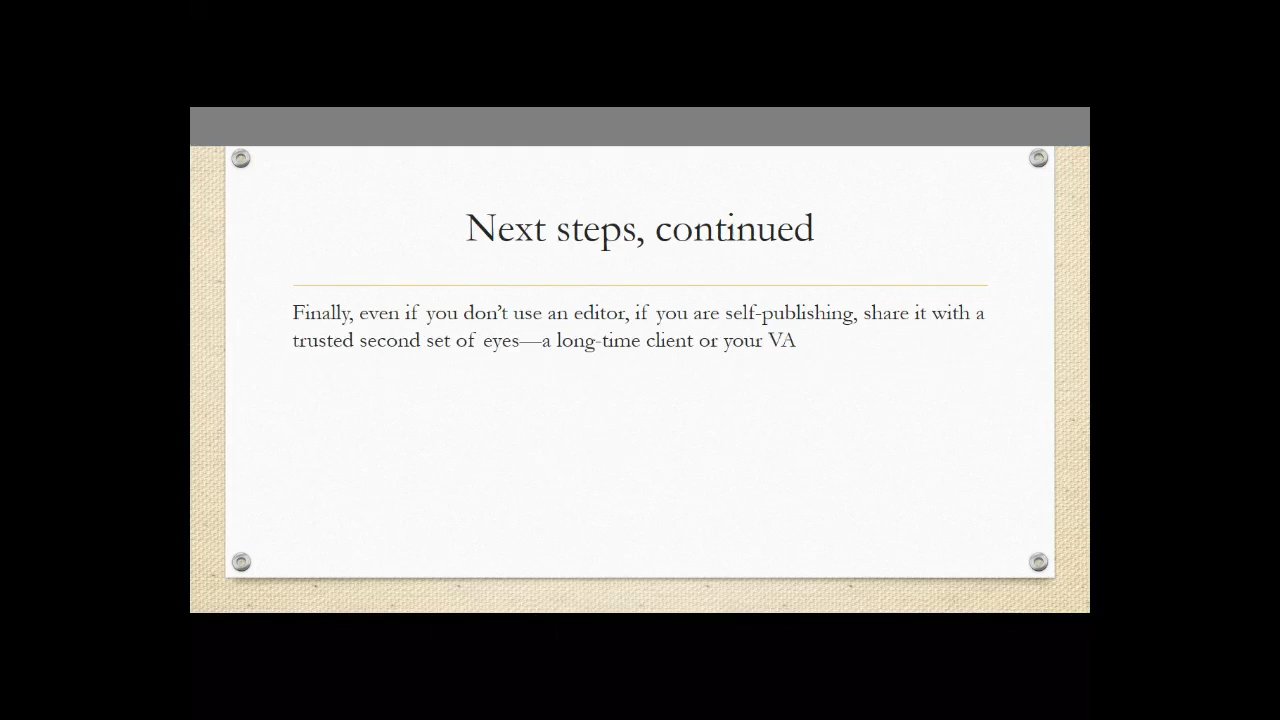 Next steps, continued
Finally, even if you don’t use an editor, if you are self-publishing, share it with a
trusted second set of eyes—a long-time client or your VA